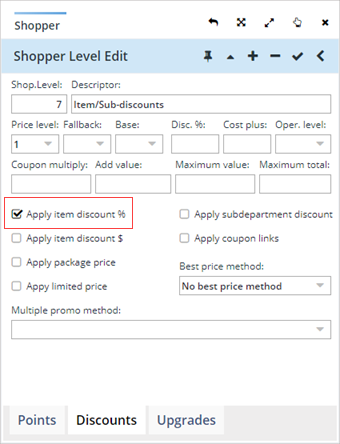 Shopper
Shopper Level Edit
Shop.Level: Descriptor:
7 Item/Sub-discounts
Price level: Fallback: Base: Disc. %: Cost plus: Oper. level:
1
Coupon multiply: Add value: Maximum value: Maximum total:
Apply item discount % Apply subdepartment discount
Apply item discount $ Apply coupon links
Apply package price Best price method:
Appy limited price No best price method
Multiple promo method:
Points Discounts Upgrades